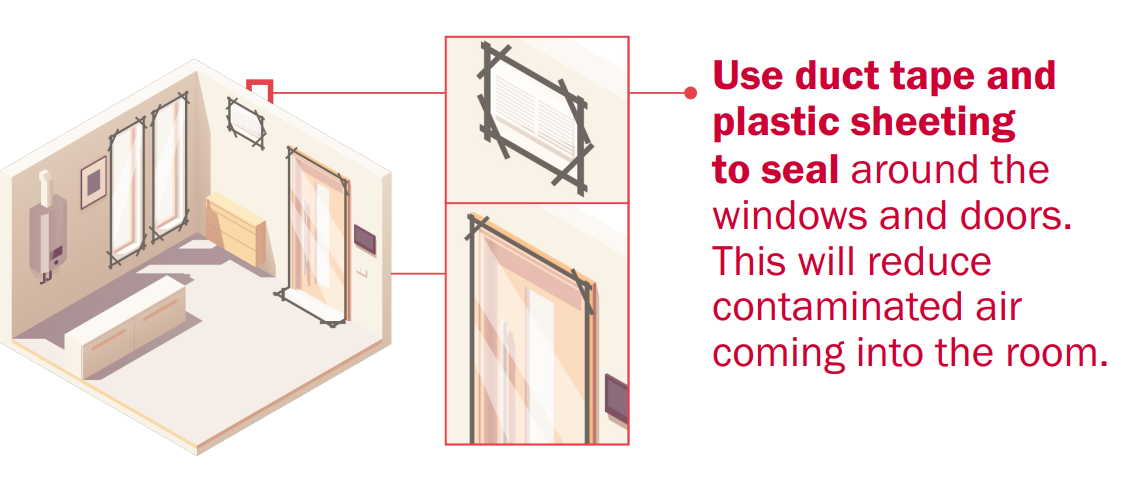 Use duct tape and
plastic sheeting
to seal around the
windows and doors.
This will reduce
contaminated air
coming into the room.